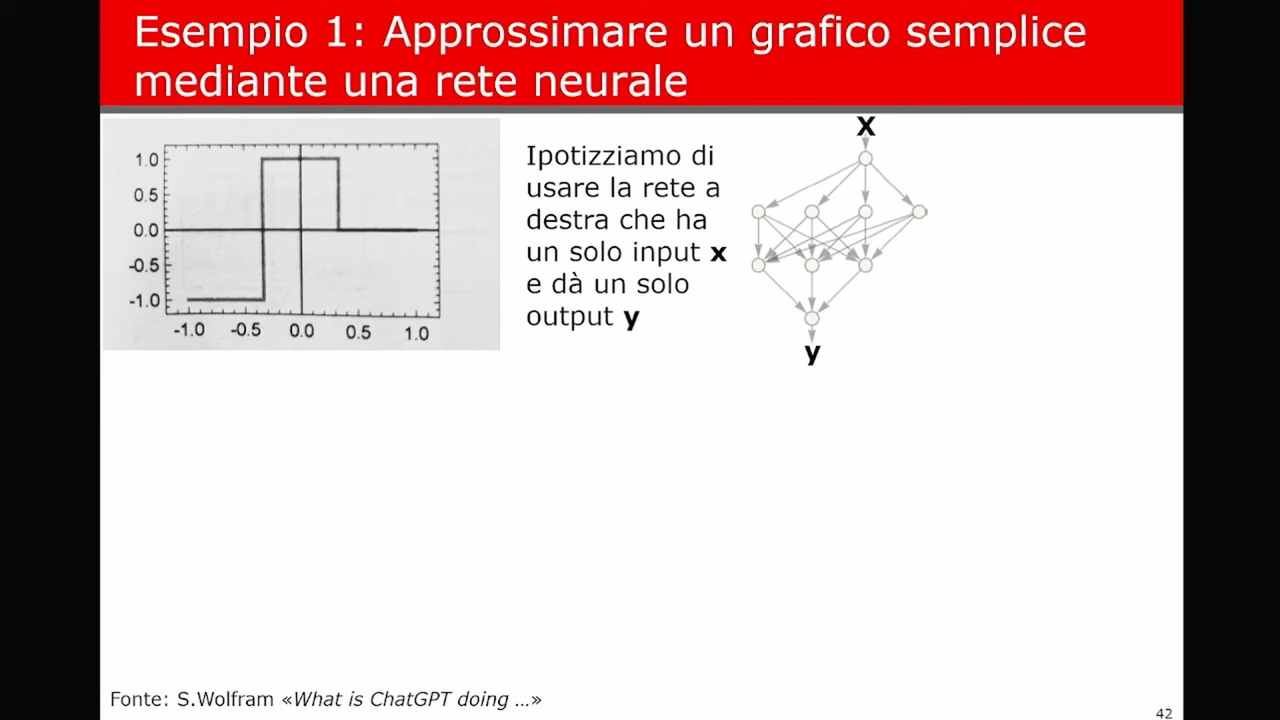 Esempio 1: Approssimare un grafico semplice
mediante una rete neurale
1.0
0.5
0.0
-0.5
-1.0
-1.0 -0.5 0.0 0.5 1.0
Ipotizziamo di
usare la rete a
destra che ha
un solo input x
e dà un solo
output y
x
y
Fonte: S.Wolfram «What is ChatGPT doing ...»
42